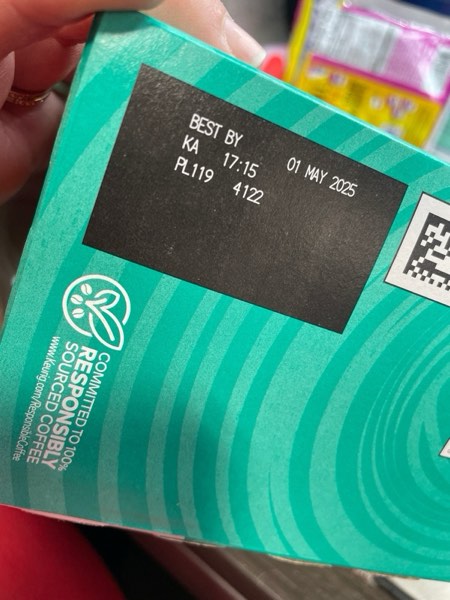 BEST BY 01 MAY 2025
KA 17:15
PL119 4122
COMMITTED TO 100%
RESPONSIBLY
SOURCED COFFEE
www.Keurig.com/ResponsibleCoffee